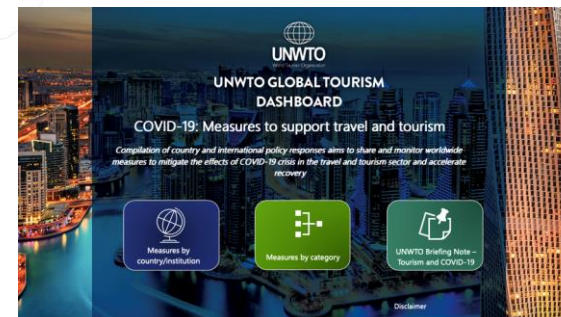 UNWTO
World Tourism Organization
UNWTO GLOBAL TOURISM
DASHBOARD
COVID-19: Measures to support travel and tourism
Compilation of country and international policy responses aims to share and monitor worldwide
measures to mitigate the effects of COVID-19 crisis in the travel and tourism sector and accelerate
recovery
Measures by
country/institution
Measures by category
UNWTO Briefing Note –
Tourism and COVID-19
Disclaimer